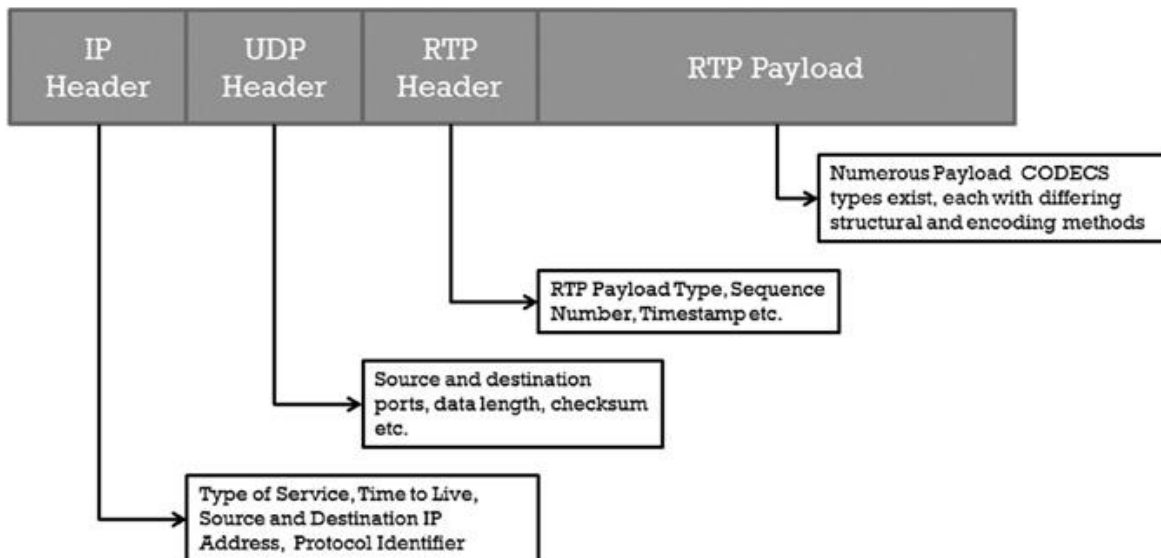 IP
Header
UDP
Header
RTP
Header
RTP Payload
Numerous Payload CODECS
types exist, each with differing
structural and encoding methods
RTP Payload Type, Sequence
Number, Timestamp etc.
Source and destination
ports, data length, checksum
etc.
Type of Service, Time to Live,
Source and Destination IP
Address, Protocol Identifier